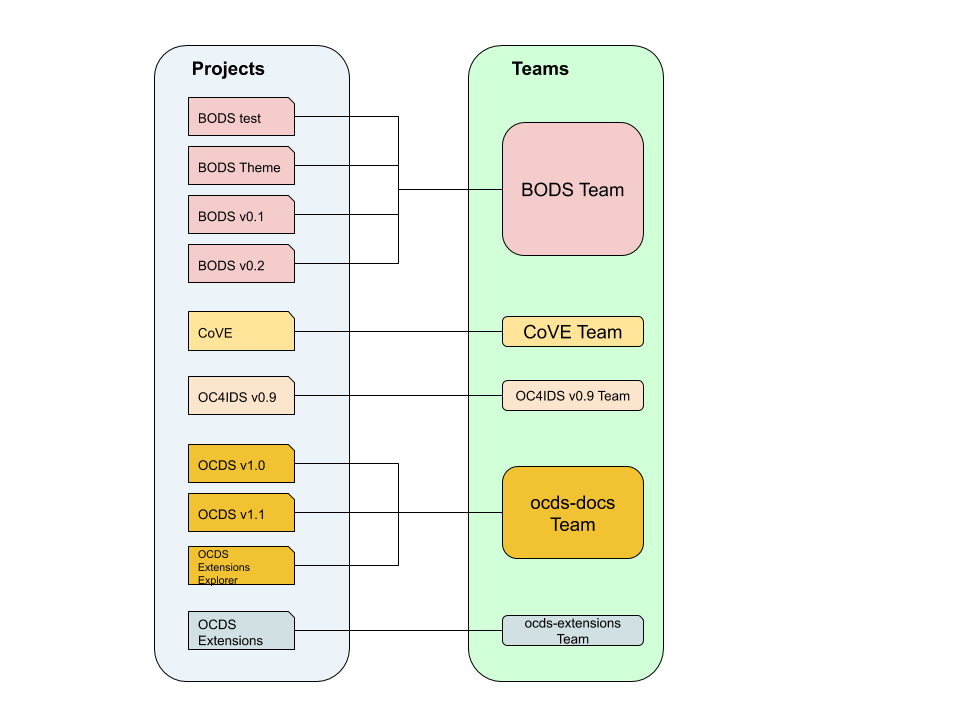 Projects
BODS test
BODS Theme
BODS v0.1
BODS v0.2
CoVE
OC4IDS v0.9
OCDS v1.0
OCDS v1.1
OCDS
Extensions
Explorer
OCDS
Extensions
Teams
BODS Team
CoVE Team
OC4IDS v0.9 Team
ocds-docs
Team
ocds-extensions
Team